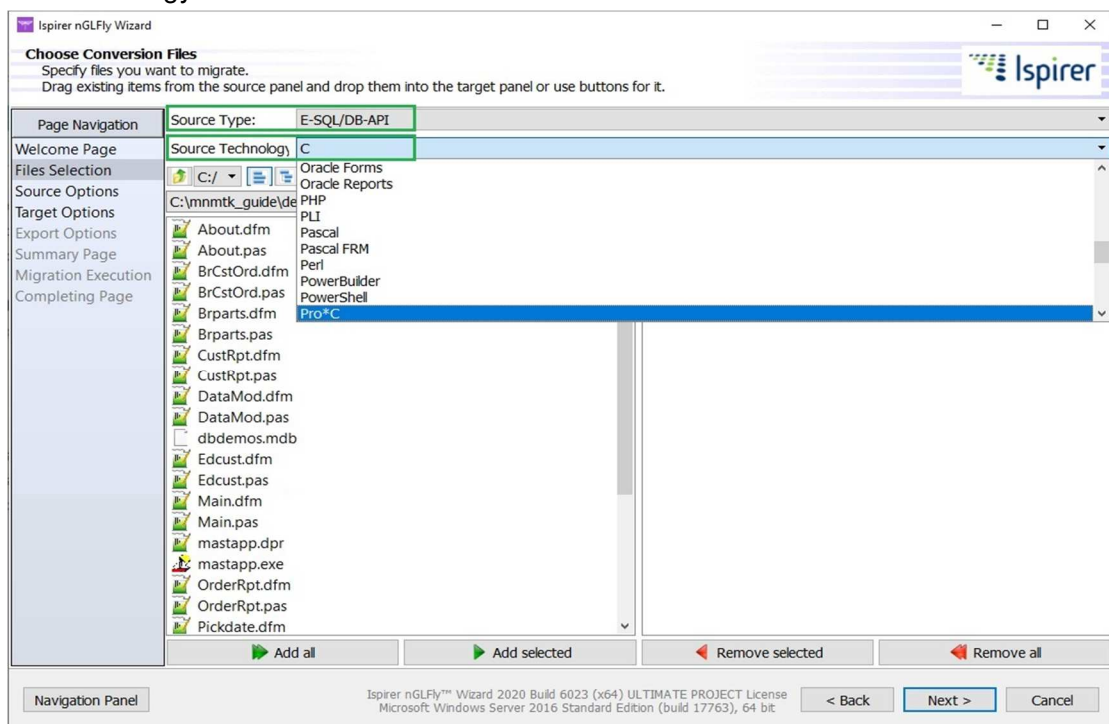 Ispirer nGLFly Wizard
Choose Conversion Files
Specify files you want to migrate.
Drag existing items from the source panel and drop them into the target panel or use buttons for it.
Ispirer
Page Navigation
Welcome Page
Files Selection
Source Options
Target Options
Export Options
Summary Page
Migration Execution
Completing Page
Source Type: E-SQL/DB-API
Source Technology C
C:/
C:\mnmtk_guide\de
Oracle Forms
Oracle Reports
PHP
PLI
Pascal
Pascal FRM
Perl
PowerBuilder
PowerShell
Pro*C
About.dfm
About.pas
BrCstOrd.dfm
BrCstOrd.pas
Brparts.dfm
Brparts.pas
CustRpt.dfm
CustRpt.pas
DataMod.dfm
DataMod.pas
dbdemos.mdb
Edcust.dfm
Edcust.pas
Main.dfm
Main.pas
mastapp.dpr
mastapp.exe
OrderRpt.dfm
OrderRpt.pas
Pickdate.dfm
Add all Add selected Remove selected Remove all
Navigation Panel
Ispirer nGLFly™ Wizard 2020 Build 6023 (x64) ULTIMATE PROJECT License
Microsoft Windows Server 2016 Standard Edition (build 17763), 64 bit
< Back Next > Cancel